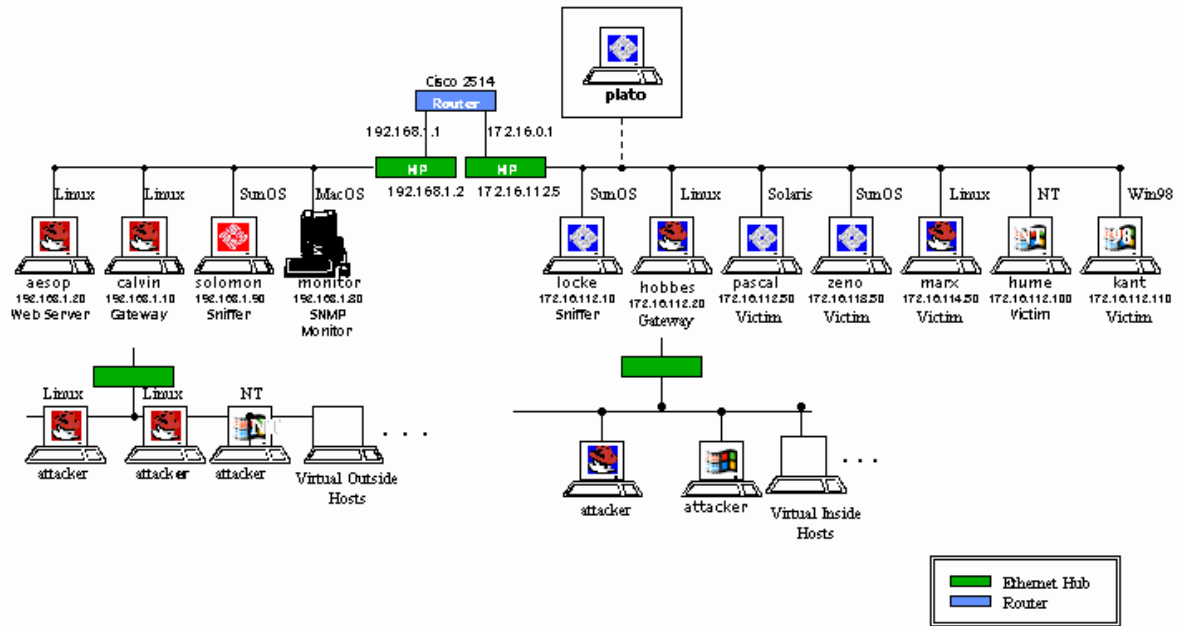 plato
Cisco 2514
Router
192.168.1.1
172.16.0.1
HP
HP
192.168.1.2
172.16.112.5
Linux
Linux
SunOS
MacOS
SunOS
Linux
Solaris
SunOS
Linux
NT
Win98
aesop
192.168.1.20
Web Server
calvin
192.168.1.10
Gateway
solomon
192.168.1.90
Sniffer
monitor
192.168.1.80
SNMP
Monitor
locke
172.16.112.10
Sniffer
hobbes
172.16.112.20
Gateway
pascal
172.16.112.50
Victim
zeno
172.16.118.50
Victim
marx
172.16.114.50
Victim
hume
172.16.112.100
Victim
kant
172.16.112.110
Victim
Linux
Linux
NT
attacker
attacker
attacker
Virtual Outside
Hosts
. . .
attacker
attacker
Virtual Inside
Hosts
. . .
Ethernet Hub
Router